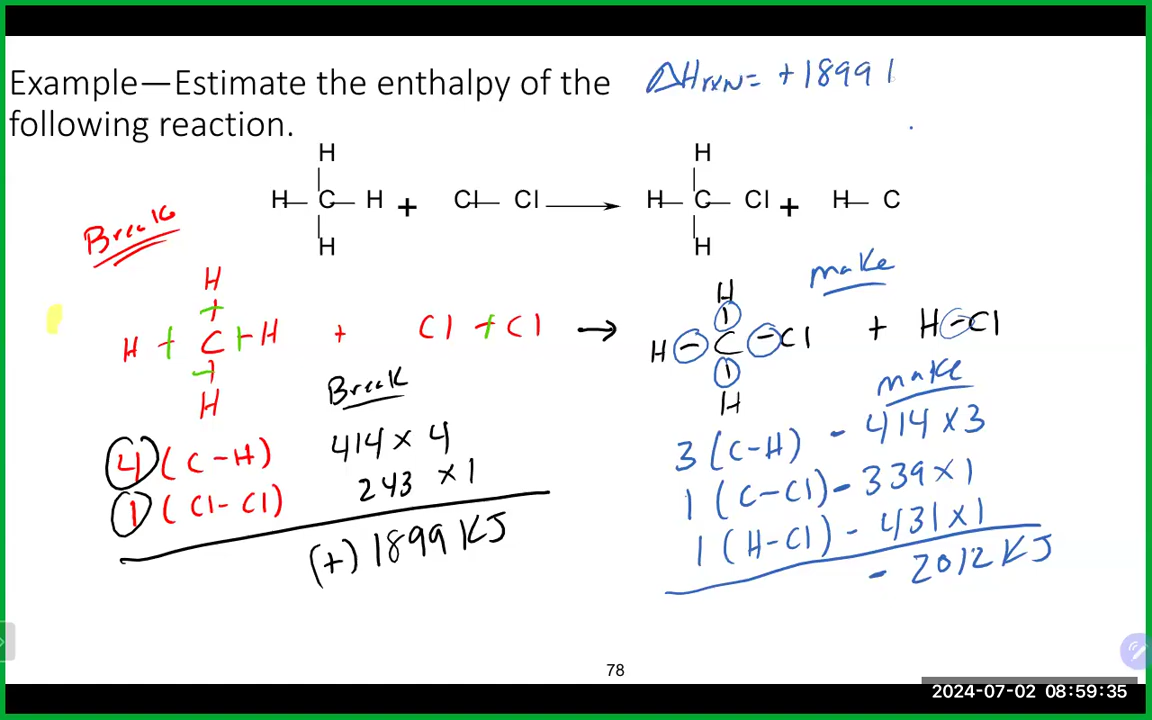 Example—Estimate the enthalpy of the
following reaction.
ΔHrxn = +1899 |
H H
H— C— H + Cl— Cl → H— C— Cl + H— C
H H
Break
make
H H
H C H + Cl Cl → H – C – Cl + H – Cl
H H
Break make
4 (C-H) 414 × 4 3 (C-H) - 414 × 3
1 (Cl-Cl) 243 × 1 1 (C-Cl) - 339 × 1
1 (H-Cl) - 431 × 1
(+) 1899 KJ - 2012 KJ
78
2024-07-02 08:59:35